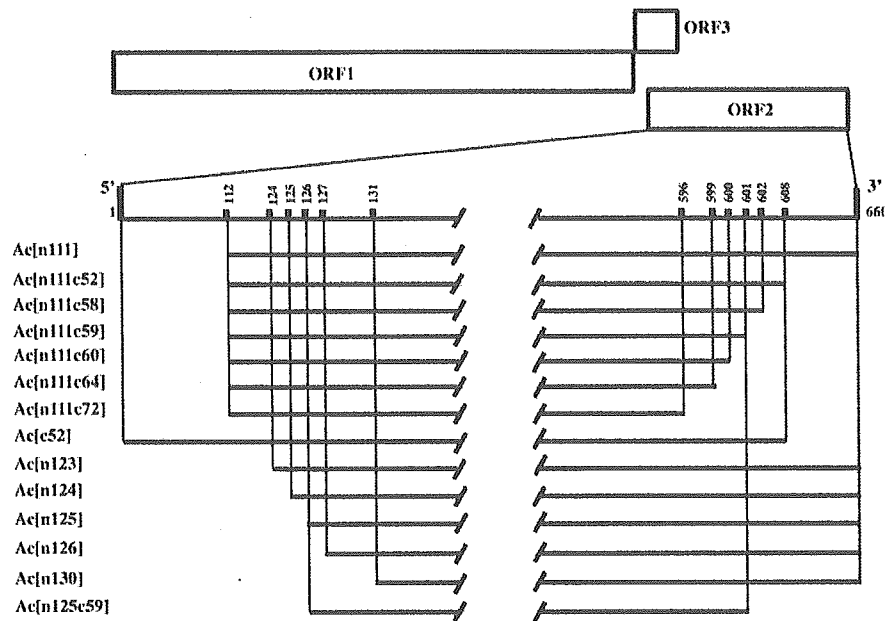 ORF3
ORF1
ORF2
5' 3'
112 124 125 126 127 131 596 599 600 601 602 608
1 660
Ac[n111]
Ac[n111c52]
Ac[n111c58]
Ac[n111c59]
Ac[n111c60]
Ac[n111c64]
Ac[n111c72]
Ac[c52]
Ac[n123]
Ac[n124]
Ac[n125]
Ac[n126]
Ac[n130]
Ac[n125c59]